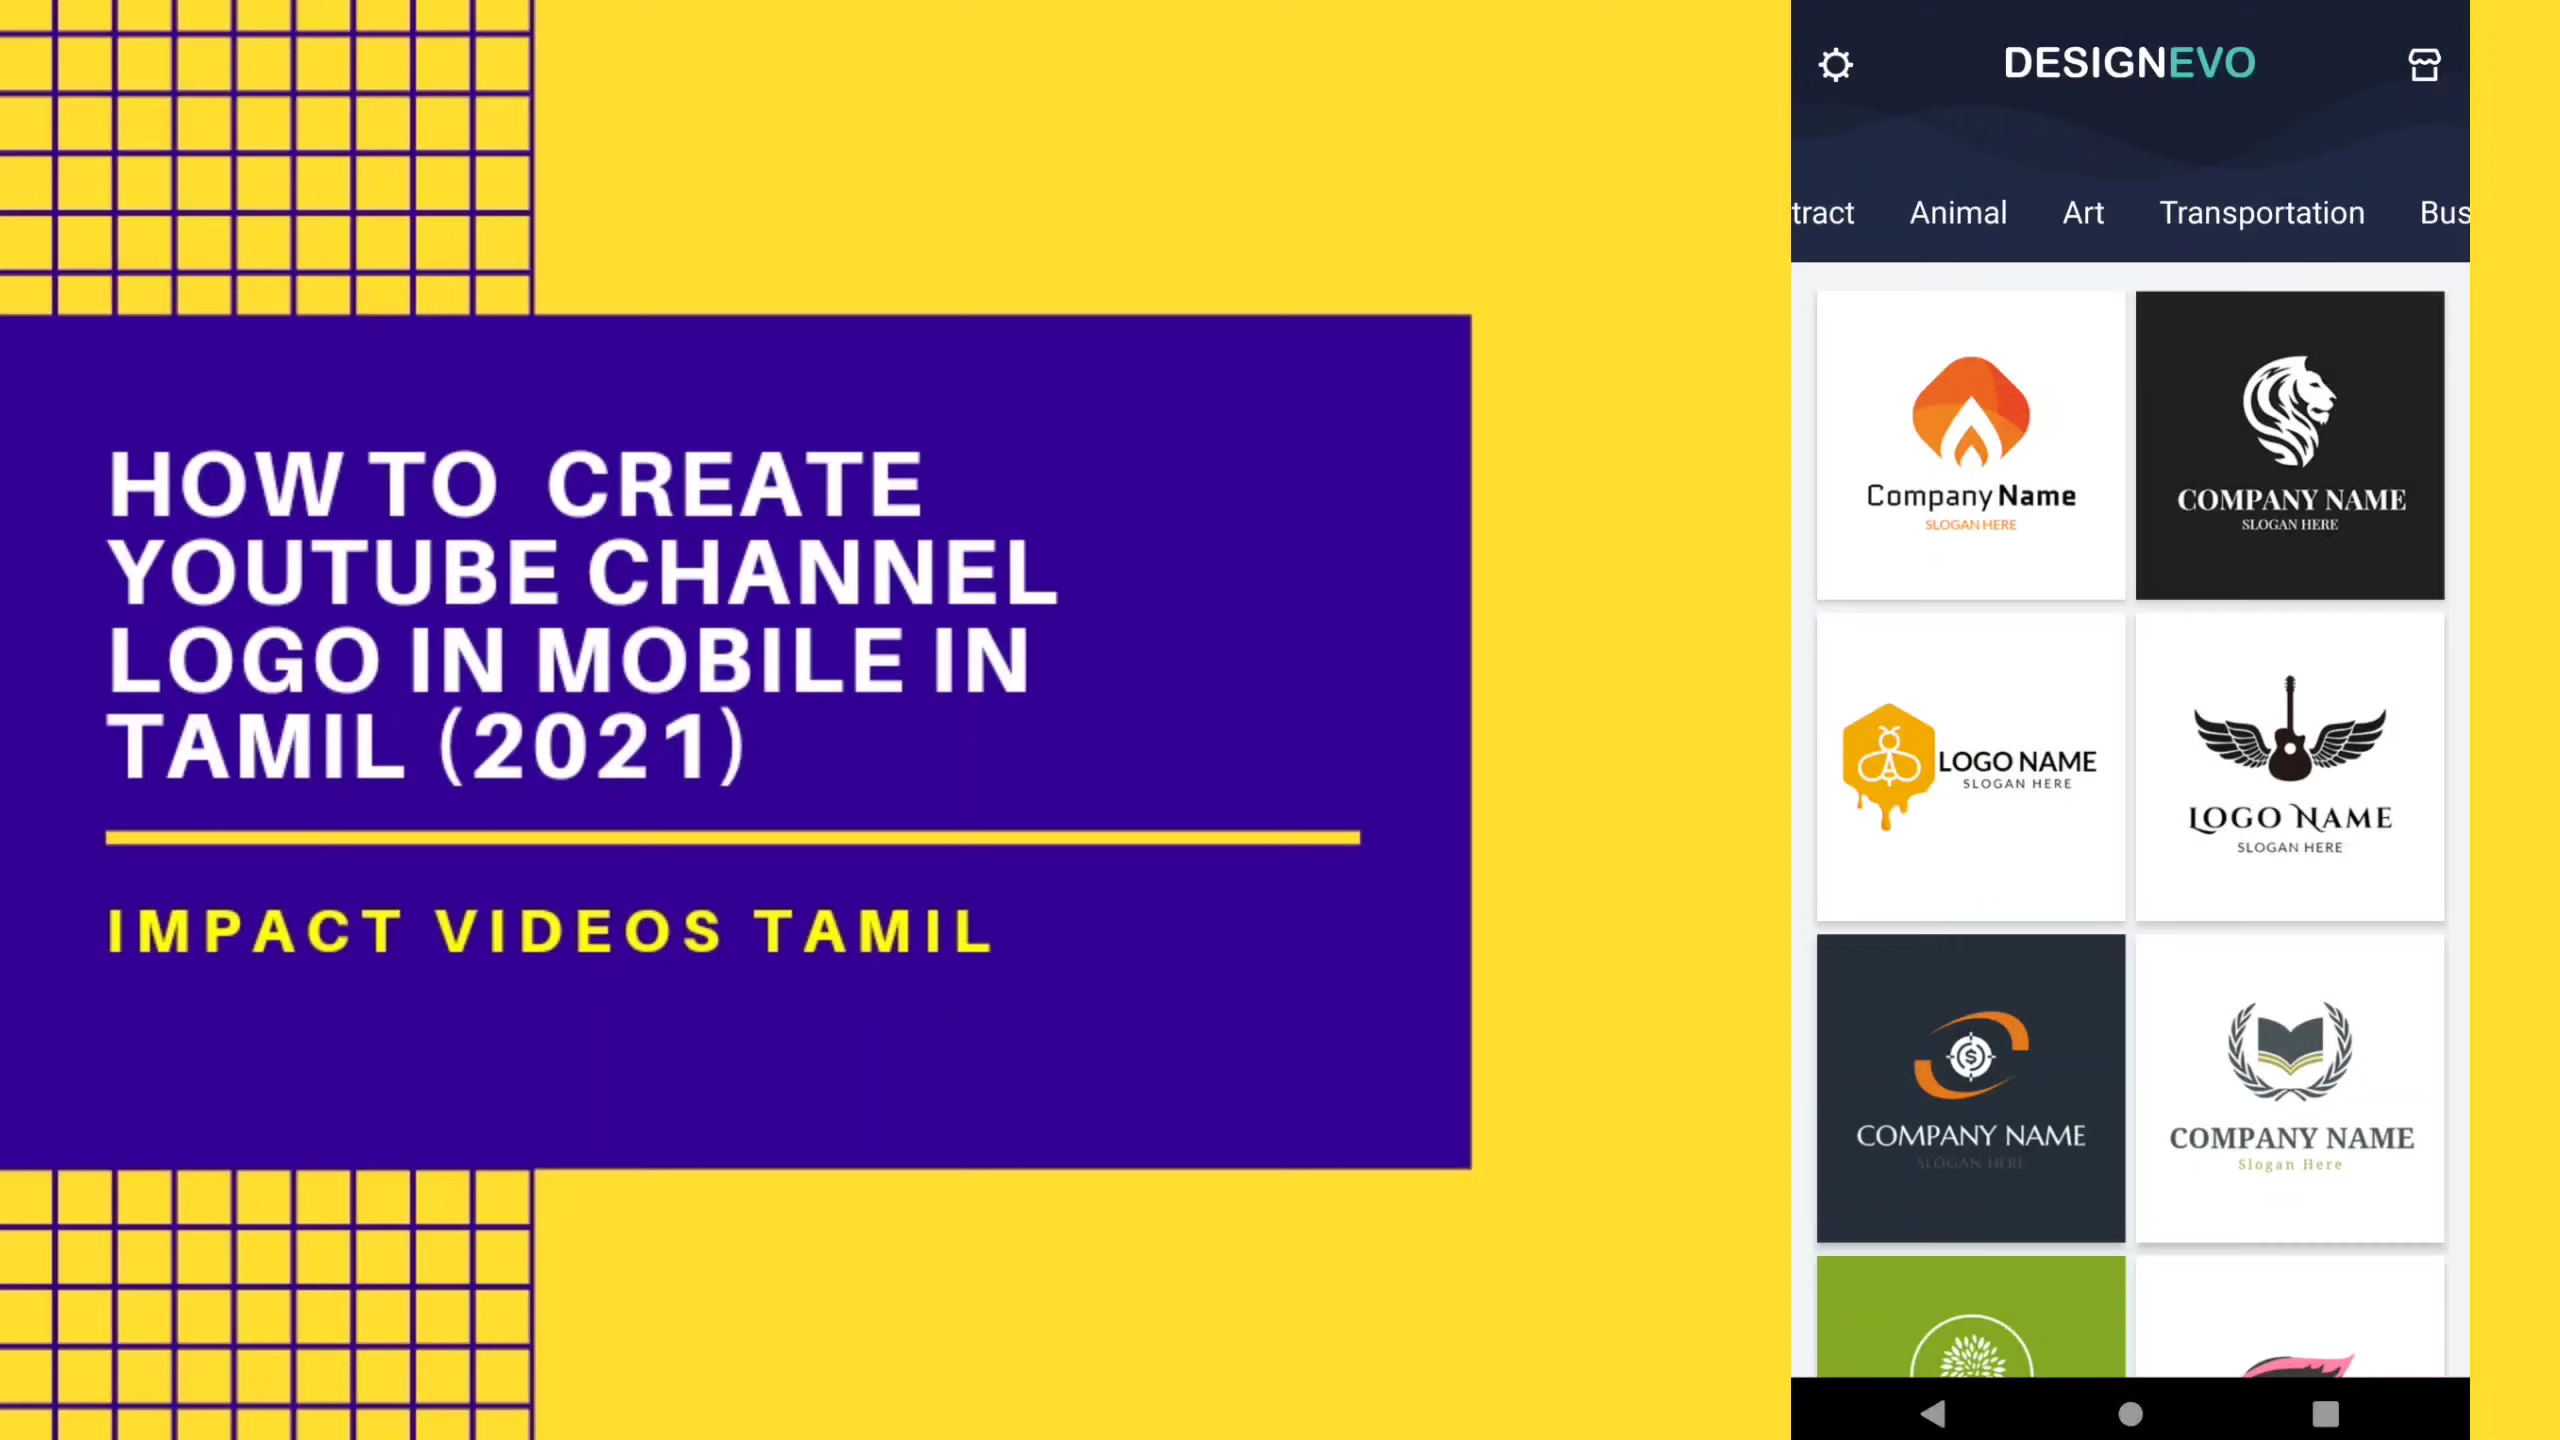 HOW TO CREATE
YOUTUBE CHANNEL
LOGO IN MOBILE IN
TAMIL (2021)
IMPACT VIDEOS TAMIL
DESIGNEVO
tract Animal Art Transportation Bus
Company Name
SLOGAN HERE
COMPANY NAME
SLOGAN HERE
LOGO NAME
SLOGAN HERE
LOGO NAME
SLOGAN HERE
COMPANY NAME
SLOGAN HERE
COMPANY NAME
Slogan Here